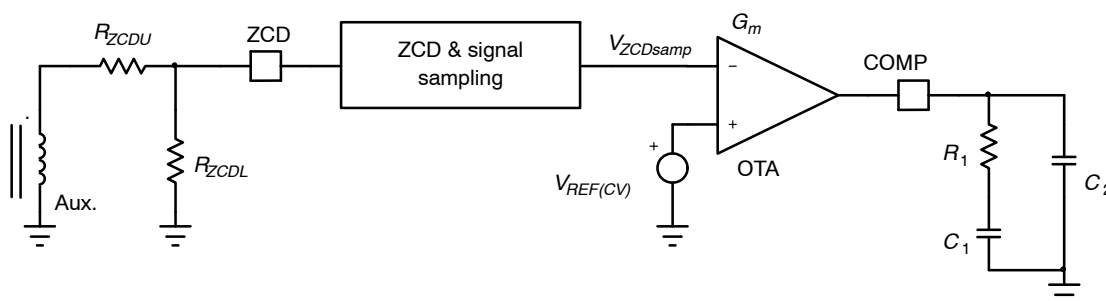 R_ZCDU
ZCD
ZCD & signal
sampling
V_ZCDsamp
G_m
COMP
R_ZCDL
Aux.
V_REF(CV)
+
−
+
OTA
R_1
C_1
C_2